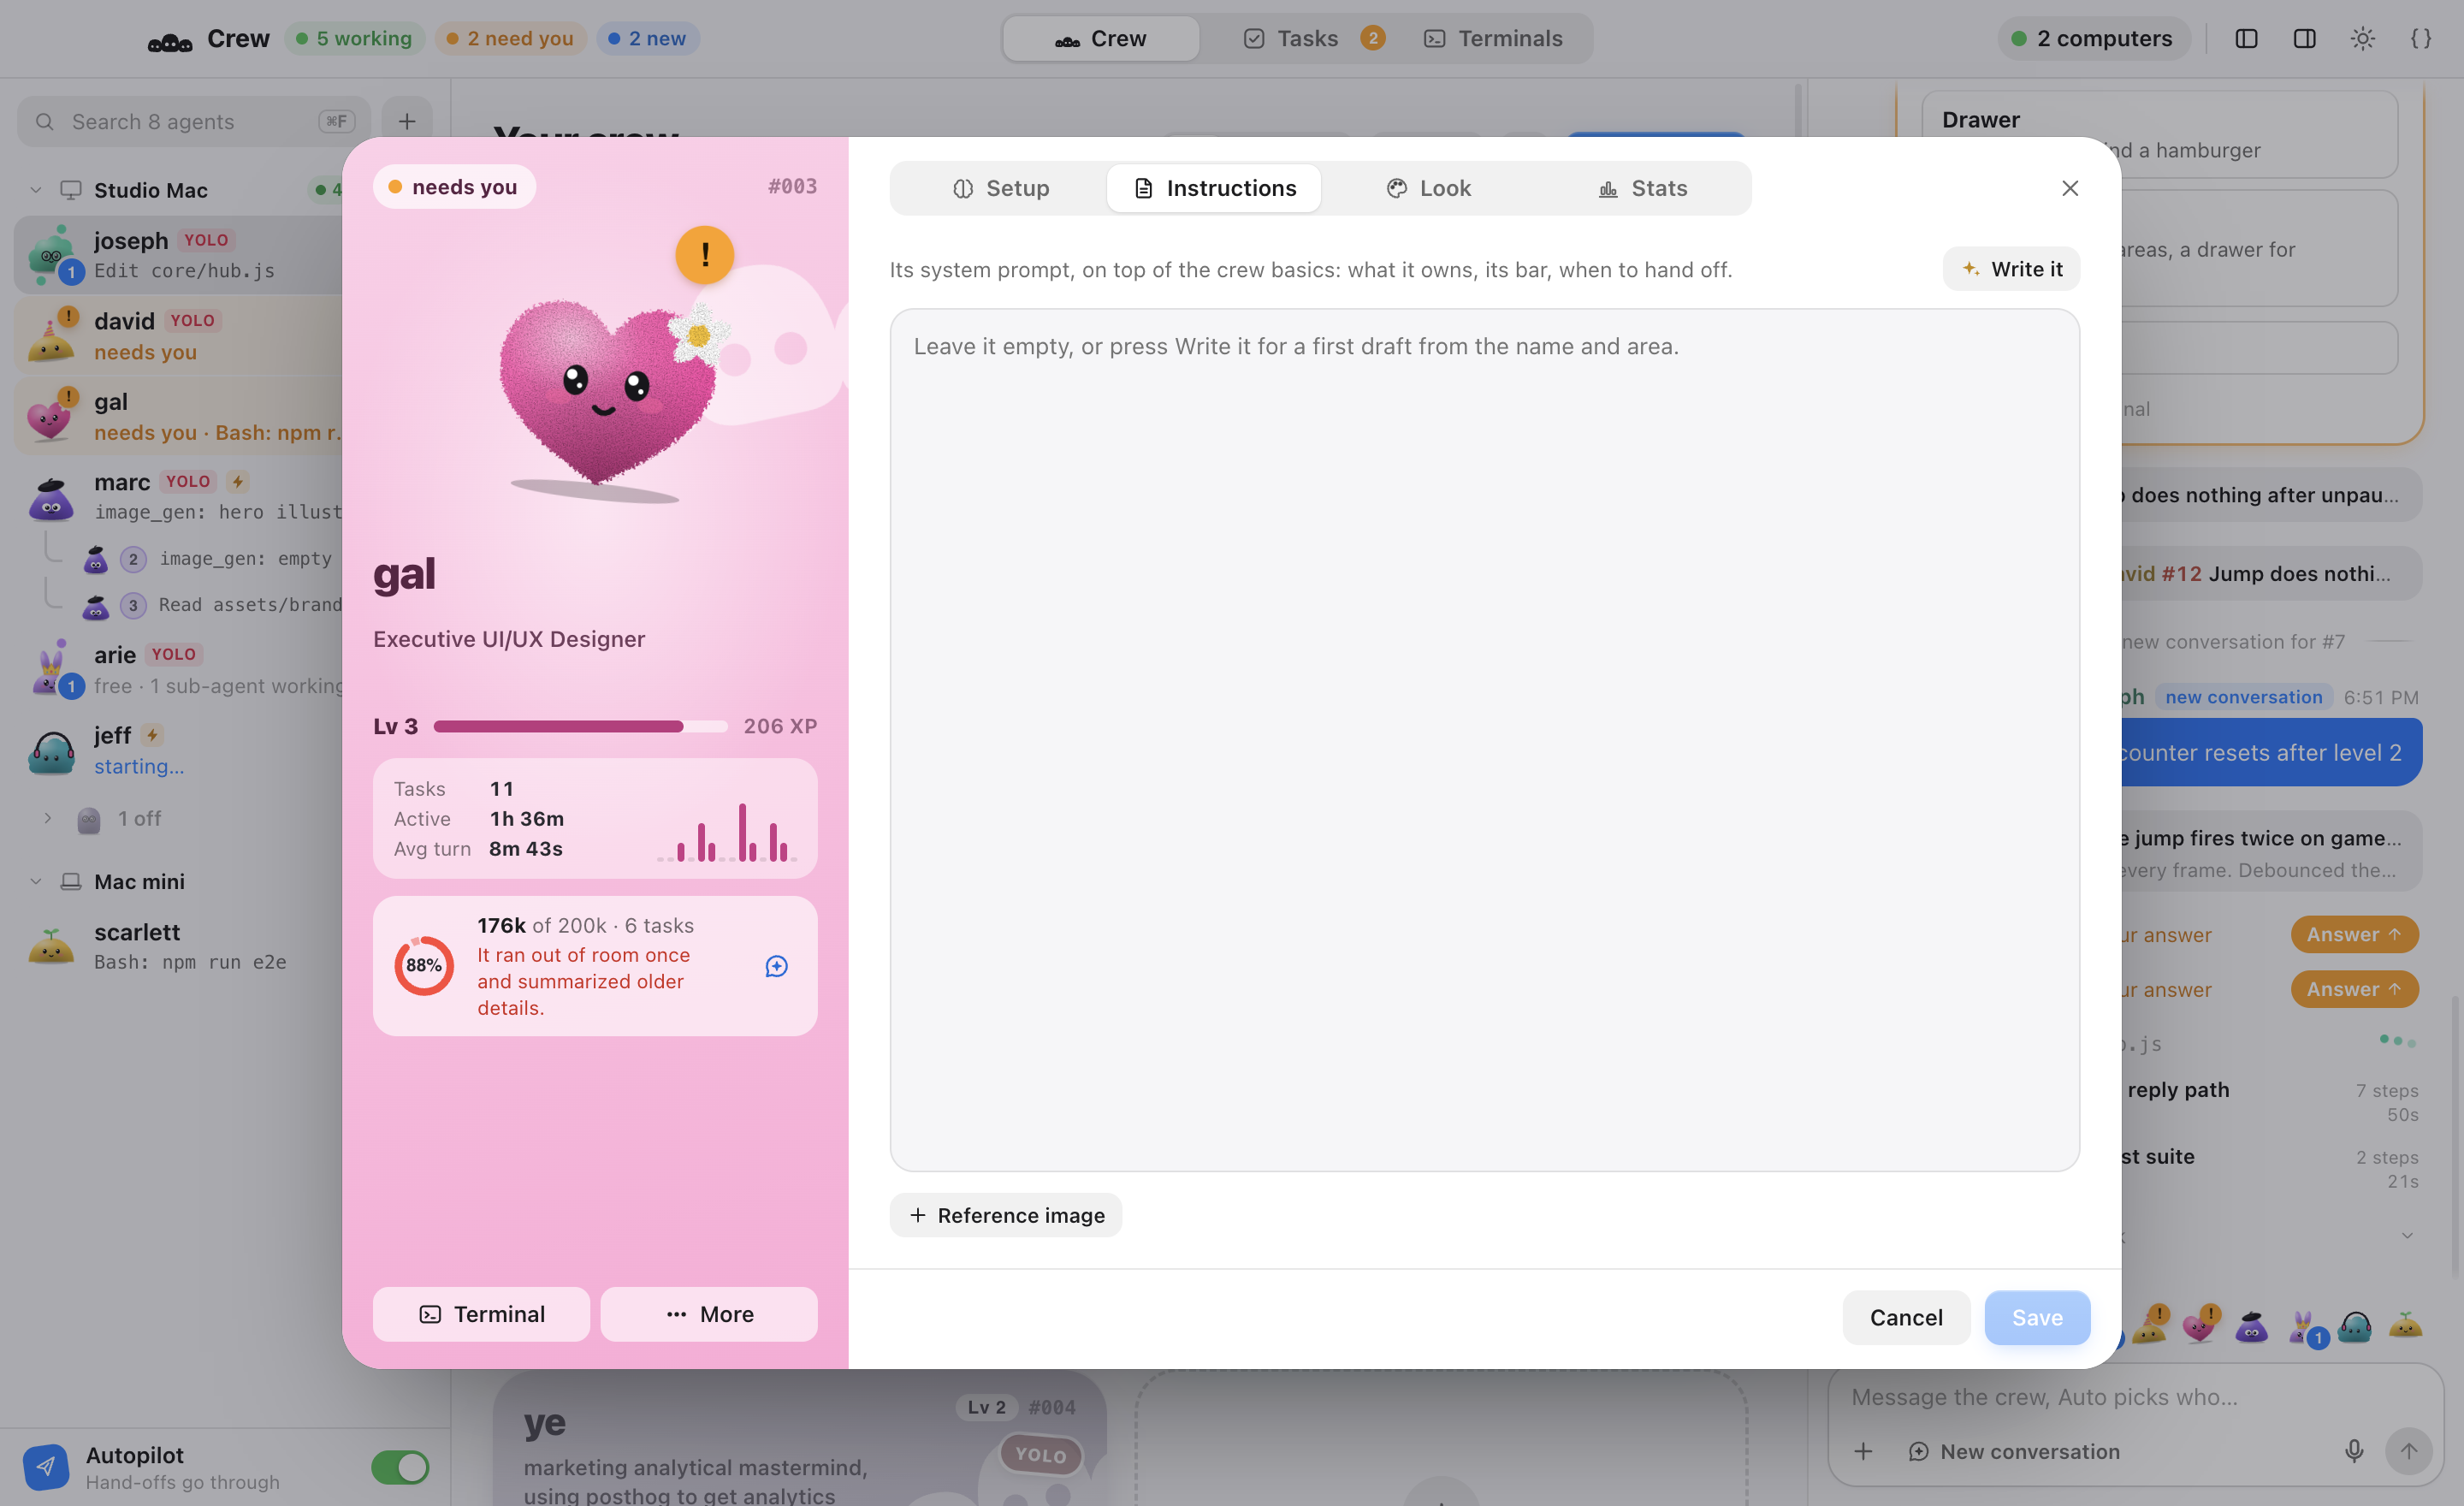 Crew
5 working
2 need you
2 new
Crew
Tasks
2
Terminals
2 computers
Search 8 agents
⌘F
Studio Mac
4
joseph YOLO
1
Edit core/hub.js
david YOLO
needs you
gal
needs you · Bash: npm r…
marc YOLO
image_gen: hero illust
2 image_gen: empty
3 Read assets/brand
arie YOLO
1
free · 1 sub-agent working
jeff
starting…
1 off
Mac mini
scarlett
Bash: npm run e2e
Autopilot
Hand-offs go through
needs you
#003
!
gal
Executive UI/UX Designer
Lv 3
206 XP
Tasks 11
Active 1h 36m
Avg turn 8m 43s
88%
176k of 200k · 6 tasks
It ran out of room once
and summarized older
details.
Terminal
More
Setup
Instructions
Look
Stats
Its system prompt, on top of the crew basics: what it owns, its bar, when to hand off.
Write it
Leave it empty, or press Write it for a first draft from the name and area.
Reference image
Cancel
Save
ye
Lv 2
#004
YOLO
marketing analytical mastermind,
using posthog to get analytics
Drawer
a hamburger
areas, a drawer for
does nothing after unpau…
#12 Jump does nothi…
new conversation for #7
new conversation
6:51 PM
counter resets after level 2
jump fires twice on game…
every frame. Debounced the…
answer
Answer ↑
answer
Answer ↑
.js
reply path
7 steps
50s
suite
2 steps
21s
1
Message the crew, Auto picks who…
New conversation